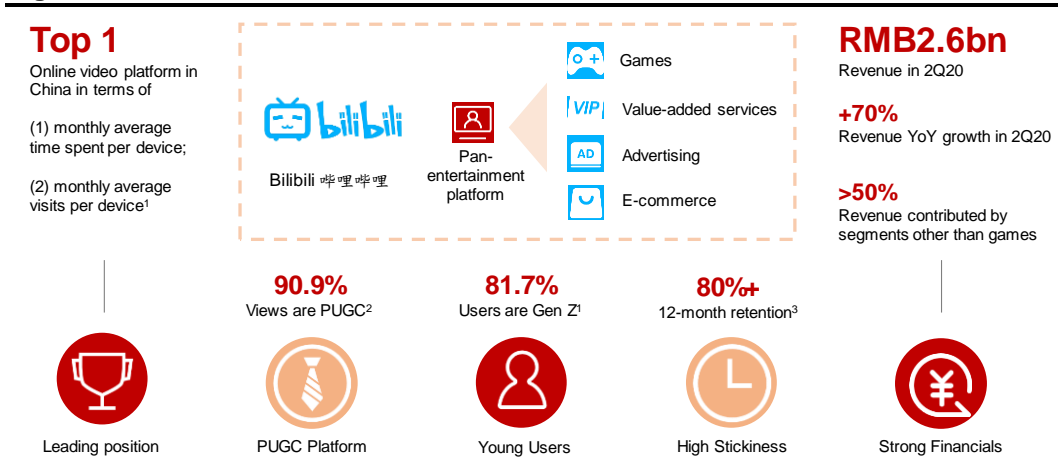 Top 1
Online video platform in
China in terms of
(1) monthly average
time spent per device;
(2) monthly average
visits per device¹
bilibili
Bilibili 哔哩哔哩
Pan-
entertainment
platform
Games
VIP
Value-added services
AD
Advertising
E-commerce
RMB2.6bn
Revenue in 2Q20
+70%
Revenue YoY growth in 2Q20
>50%
Revenue contributed by
segments other than games
90.9%
Views are PUGC²
81.7%
Users are Gen Z¹
80%+
12-month retention³
¥
Leading position
PUGC Platform
Young Users
High Stickiness
Strong Financials